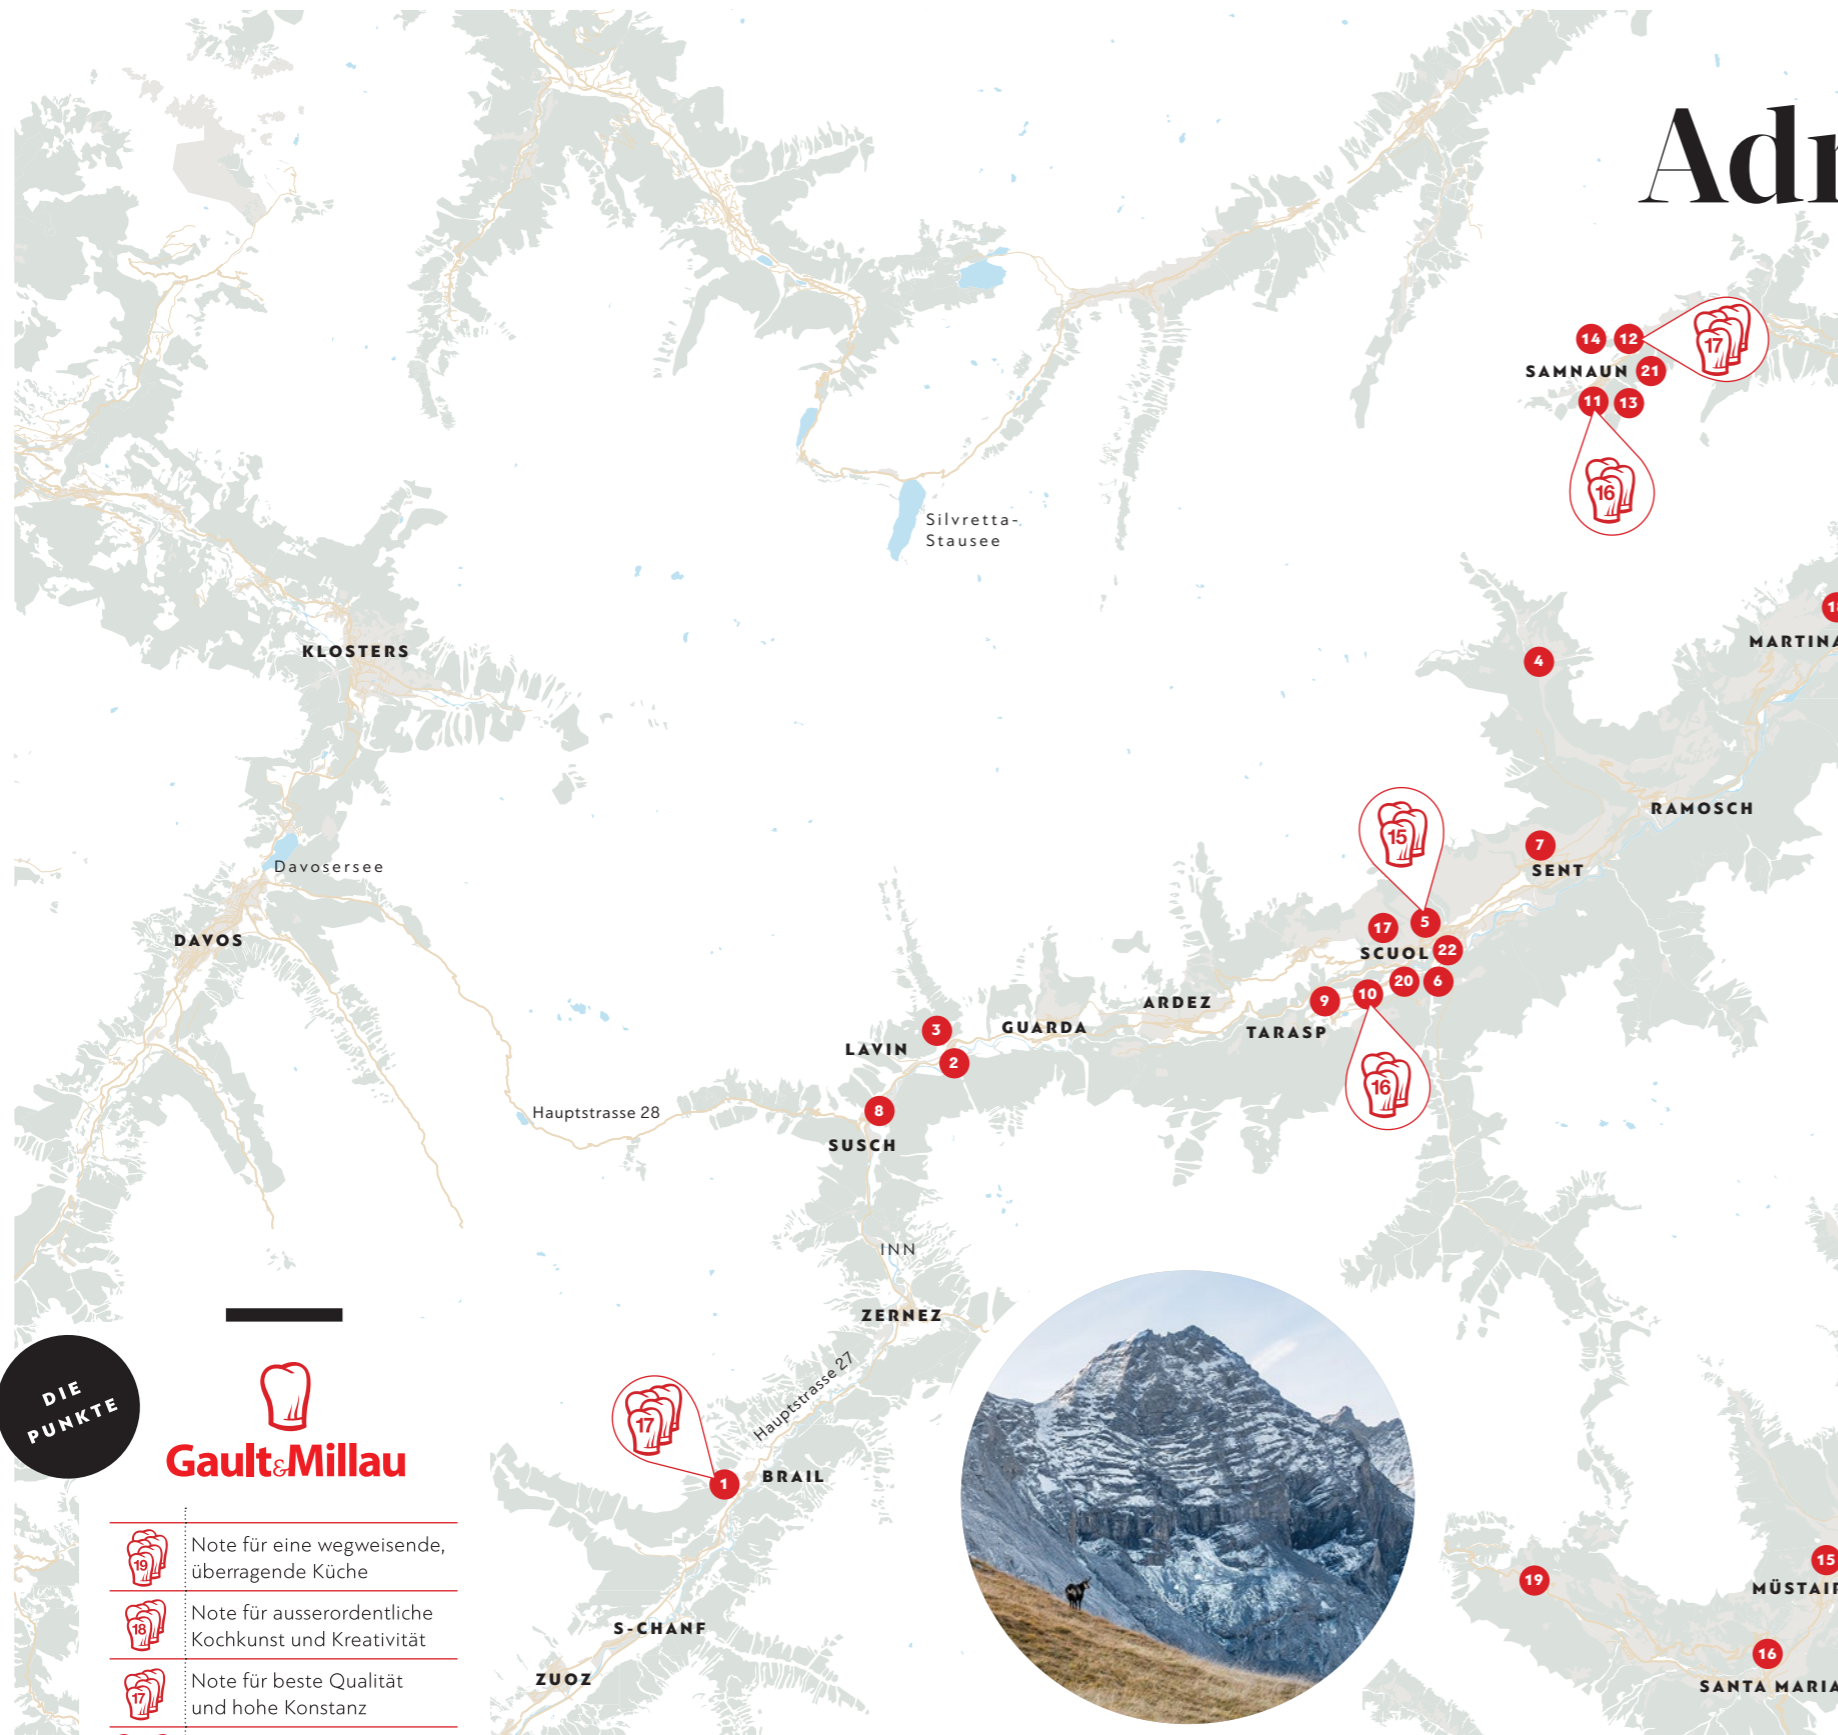 Adr
14
12
17
SAMNAUN
21
11
13
16
Silvretta-
Stausee
KLOSTERS
MARTINA
4
RAMOSCH
15
7
SENT
Davosersee
DAVOS
17
5
SCUOL
22
20
6
10
9
ARDEZ
TARASP
GUARDA
3
LAVIN
2
16
Hauptstrasse 28
8
SUSCH
INN
ZERNEZ
Hauptstrasse 27
17
1
BRAIL
DIE
PUNKTE
Gault&Millau
19
Note für eine wegweisende,
überragende Küche
18
Note für ausserordentliche
Kochkunst und Kreativität
17
Note für beste Qualität
und hohe Konstanz
S-CHANF
ZUOZ
19
15
MÜSTAIR
16
SANTA MARIA